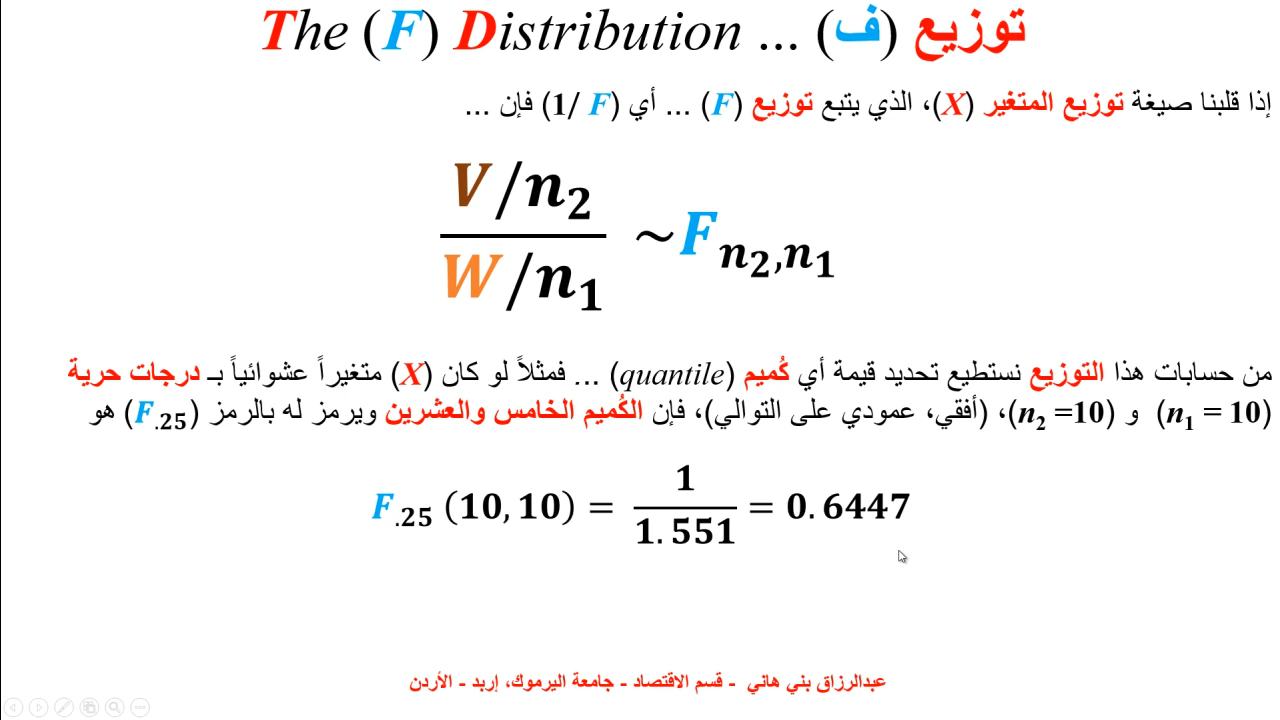 The (F) Distribution ... (ف) توزيع
إذا قلبنا صيغة توزيع المتغير (X)، الذي يتبع توزيع (F) ... أي (1/ F) فإن ...
V/n₂
W/n₁
~F n₂,n₁
من حسابات هذا التوزيع نستطيع تحديد قيمة أي كُميم (quantile) ... فمثلاً لو كان (X) متغيراً عشوائياً بـ درجات حرية
(n₁ = 10) و (n₂ =10)، (أفقي، عمودي على التوالي)، فإن الكُميم الخامس والعشرين ويرمز له بالرمز (F.₂₅) هو
F.₂₅ (10, 10) = 1/1.551 = 0.6447
عبدالرزاق بني هاني - قسم الاقتصاد - جامعة اليرموك، إربد - الأردن